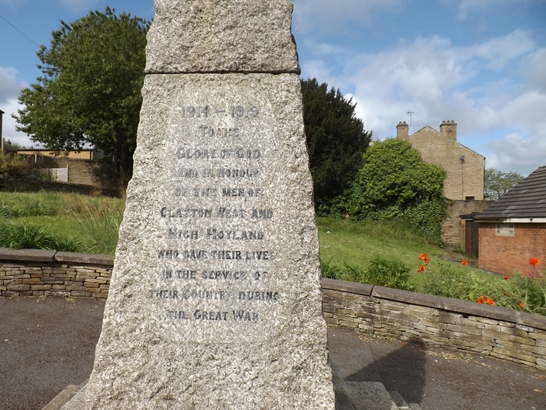 1914 – 1919
To the
Glory of God
and in honour
of the men of
Clayton West and
High Hoyland
who gave their lives
in the service of
their country during
the Great War